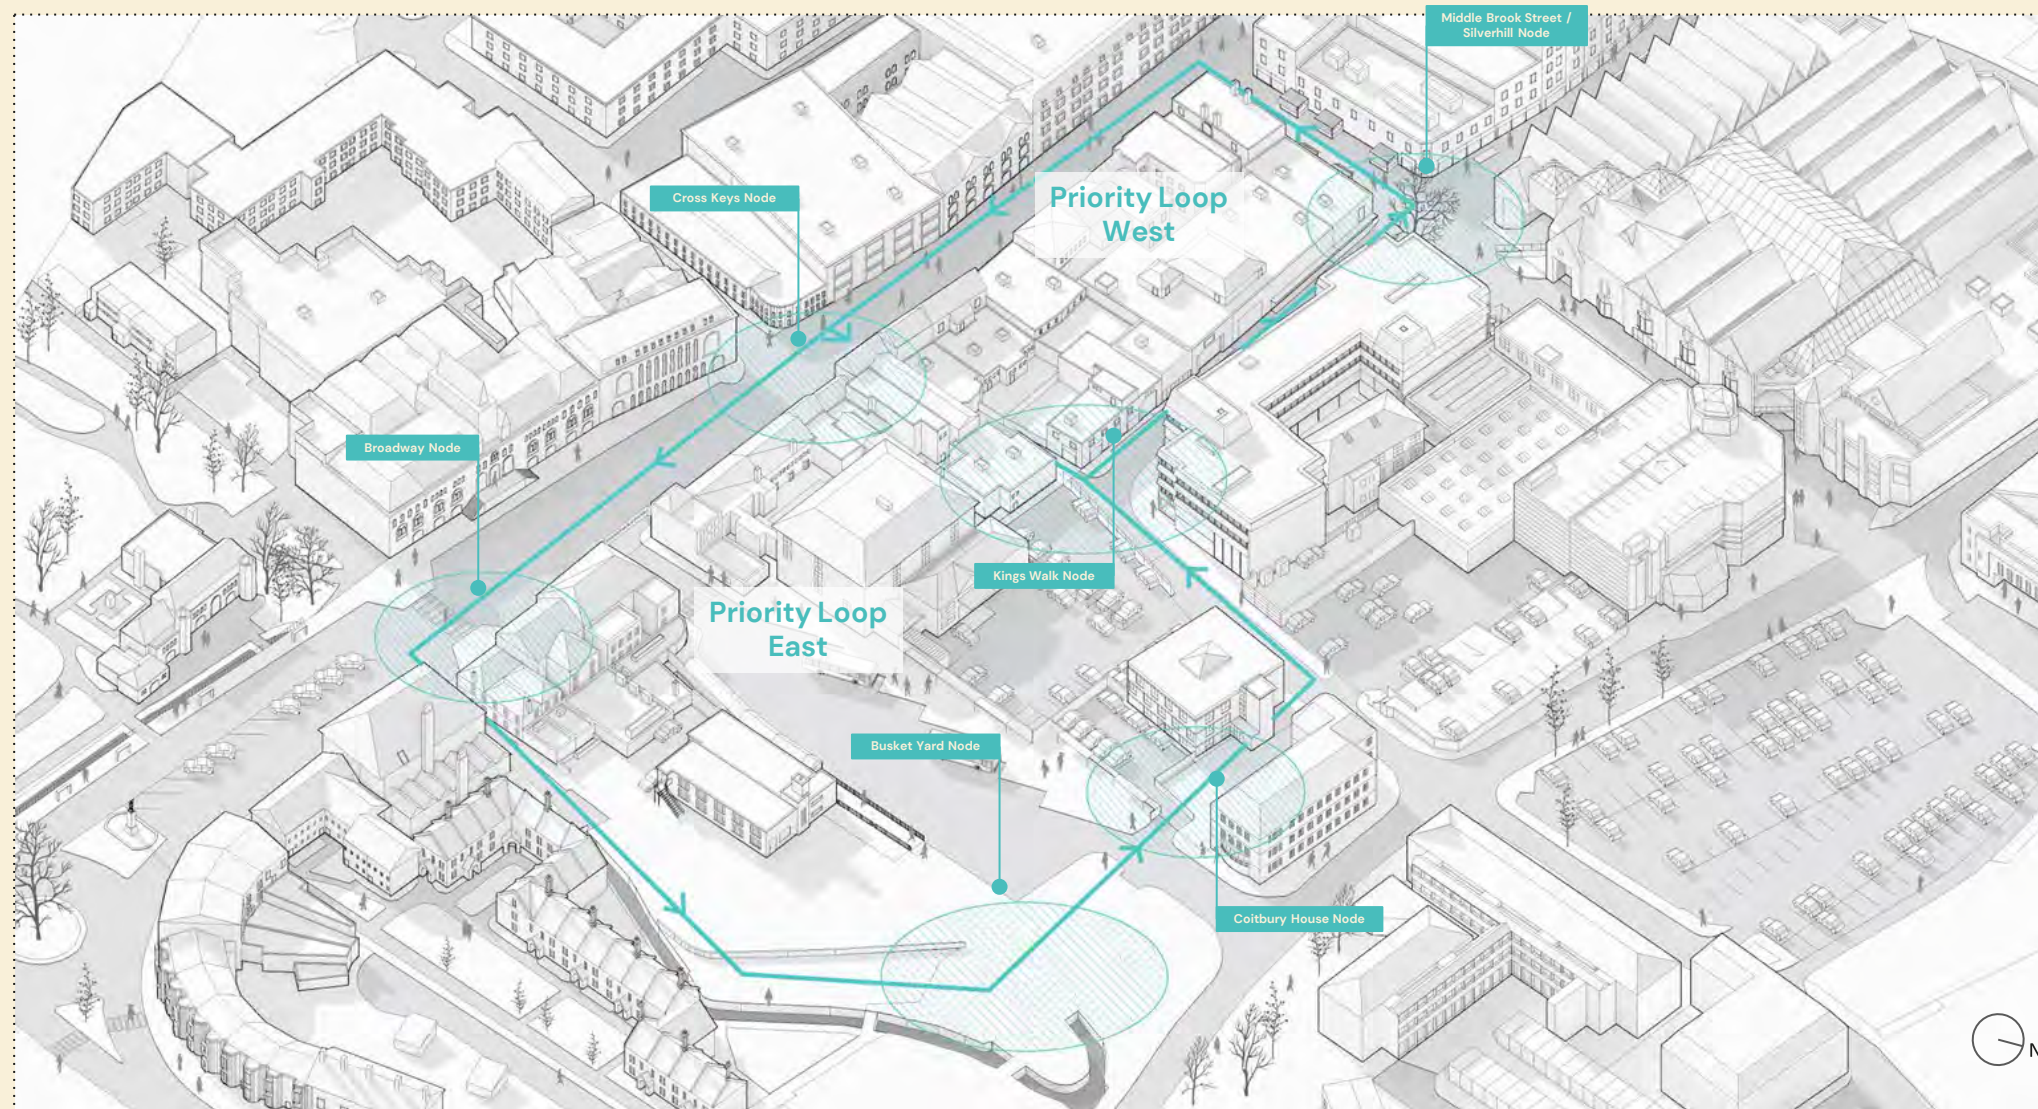 Middle Brook Street /
Silverhill Node
Cross Keys Node
Priority Loop
West
Broadway Node
Kings Walk Node
Priority Loop
East
Busket Yard Node
Coitbury House Node
N